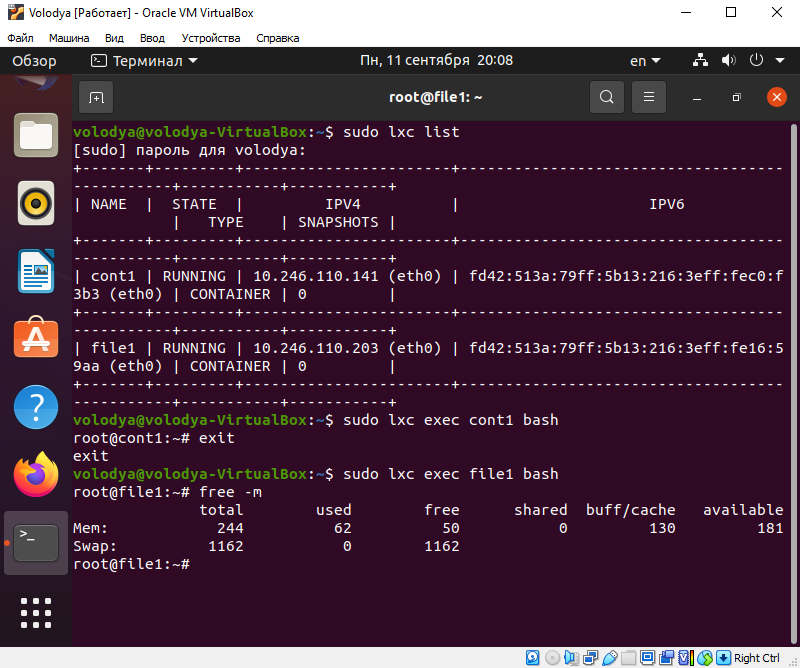 Volodya [Работает] - Oracle VM VirtualBox
Файл Машина Вид Ввод Устройства Справка
Обзор Терминал Пн, 11 сентября 20:08 en
root@file1: ~
volodya@volodya-VirtualBox:~$ sudo lxc list
[sudo] пароль для volodya:
+-------+---------+-----------------------+------------------------------------
-----------+-----------+-----------+
| NAME  |  STATE  |         IPV4          |                     IPV6
           |   TYPE    | SNAPSHOTS |
+-------+---------+-----------------------+------------------------------------
-----------+-----------+-----------+
| cont1 | RUNNING | 10.246.110.141 (eth0) | fd42:513a:79ff:5b13:216:3eff:fec0:f
3b3 (eth0) | CONTAINER | 0         |
+-------+---------+-----------------------+------------------------------------
-----------+-----------+-----------+
| file1 | RUNNING | 10.246.110.203 (eth0) | fd42:513a:79ff:5b13:216:3eff:fe16:5
9aa (eth0) | CONTAINER | 0         |
+-------+---------+-----------------------+------------------------------------
-----------+-----------+-----------+
volodya@volodya-VirtualBox:~$ sudo lxc exec cont1 bash
root@cont1:~# exit
exit
volodya@volodya-VirtualBox:~$ sudo lxc exec file1 bash
root@file1:~# free -m
              total        used        free      shared  buff/cache   available
Mem:            244          62          50           0         130         181
Swap:          1162           0        1162
root@file1:~#
Right Ctrl